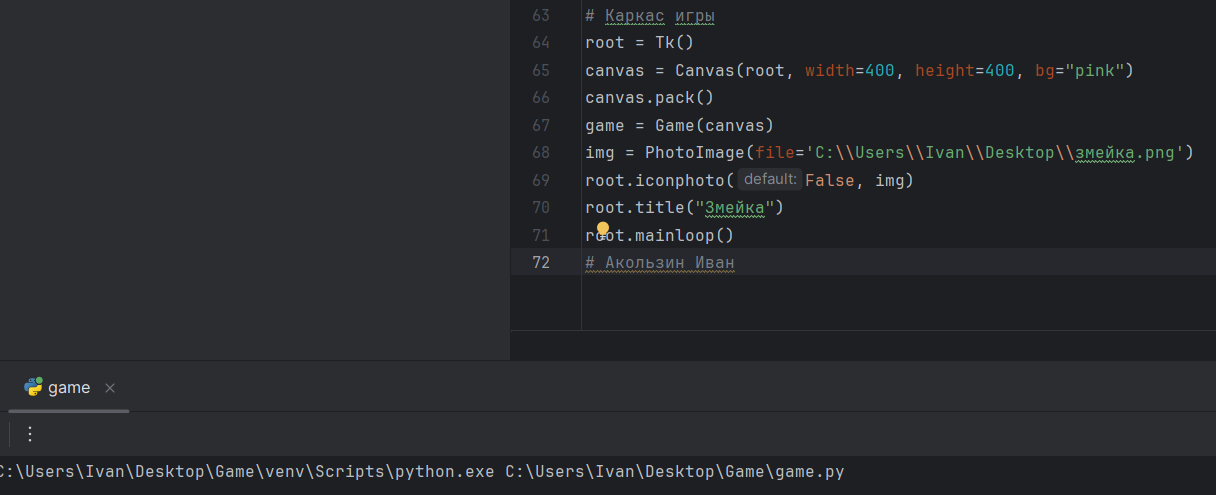 63 # Каркас игры
64 root = Tk()
65 canvas = Canvas(root, width=400, height=400, bg="pink")
66 canvas.pack()
67 game = Game(canvas)
68 img = PhotoImage(file='C:\\Users\\Ivan\\Desktop\\змейка.png')
69 root.iconphoto( default: False, img)
70 root.title("Змейка")
71 root.mainloop()
72 # Акользин Иван
game
C:\Users\Ivan\Desktop\Game\venv\Scripts\python.exe C:\Users\Ivan\Desktop\Game\game.py